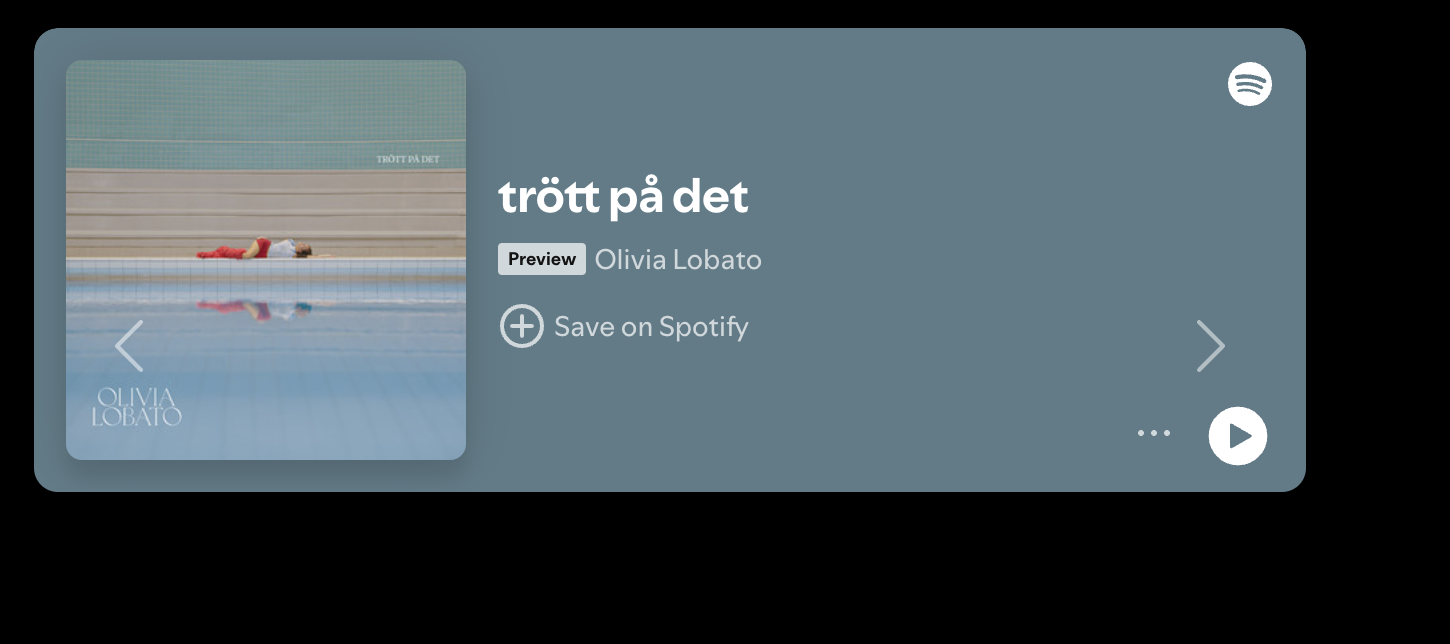 TRÖTT PÅ DET
OLIVIA
LOBATO
trött på det
Preview Olivia Lobato
Save on Spotify